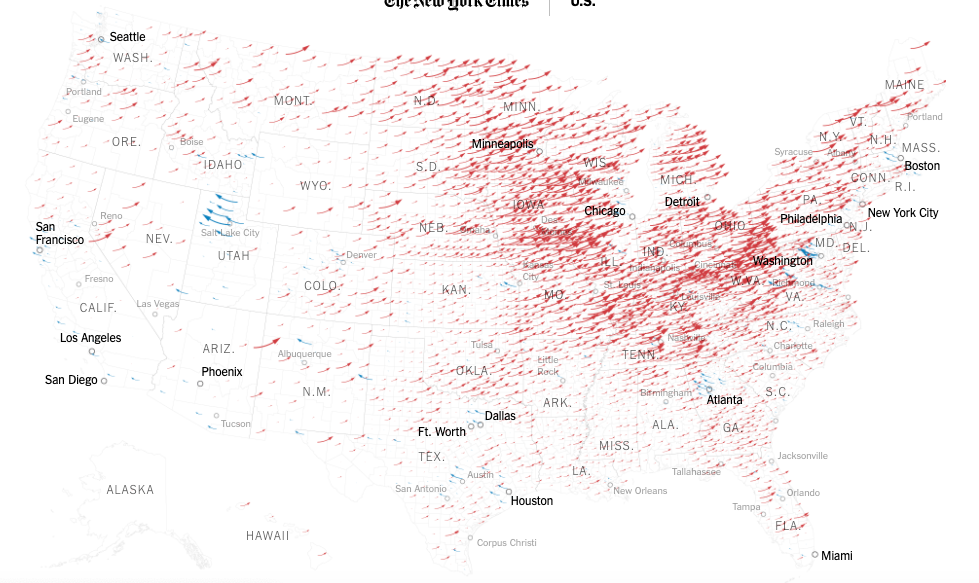 The New York Times
U.S.
Seattle
WASH.
Portland
Eugene
ORE.
Boise
IDAHO
MONT.
N.D.
MINN.
Minneapolis
S.D.
WYO.
WIS.
Milwaukee
MICH.
Detroit
Chicago
IOWA
Des Moines
NEB.
Omaha
MAINE
Portland
VT.
N.H.
N.Y.
Syracuse
Albany
MASS.
Boston
CONN.
R.I.
PA.
New York City
Philadelphia
N.J.
MD.
DEL.
Washington
OHIO
Columbus
IND.
Indianapolis
Cincinnati
ILL.
W.VA.
Richmond
VA.
San
Francisco
Reno
NEV.
Salt Lake City
UTAH
Denver
COLO.
KAN.
Kansas
City
MO.
St. Louis
Louisville
KY.
Fresno
CALIF.
Las Vegas
Los Angeles
San Diego
ARIZ.
Phoenix
Tucson
Albuquerque
N.M.
Tulsa
OKLA.
Little
Rock
ARK.
Nashville
TENN.
N.C.
Raleigh
Charlotte
Columbia
S.C.
Birmingham
Atlanta
ALA.
GA.
MISS.
Dallas
Ft. Worth
TEX.
Austin
San Antonio
Houston
Corpus Christi
LA.
New Orleans
Tallahassee
Jacksonville
Orlando
Tampa
FLA.
Miami
ALASKA
HAWAII